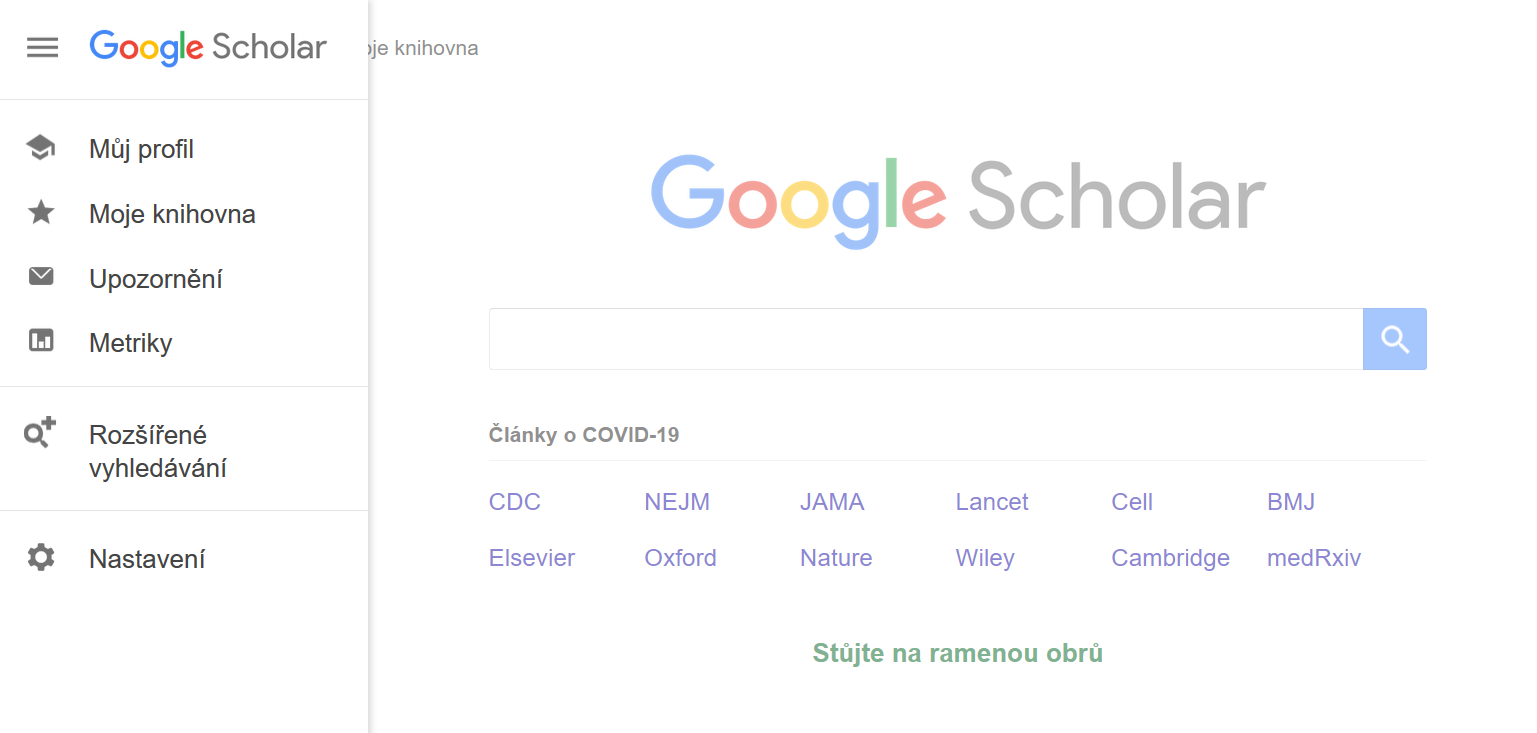 Google Scholar
oje knihovna
Můj profil
Moje knihovna
Upozornění
Metriky
Rozšířené
vyhledávání
Nastavení
Google Scholar
Články o COVID-19
CDC NEJM JAMA Lancet Cell BMJ
Elsevier Oxford Nature Wiley Cambridge medRxiv
Stůjte na ramenou obrů